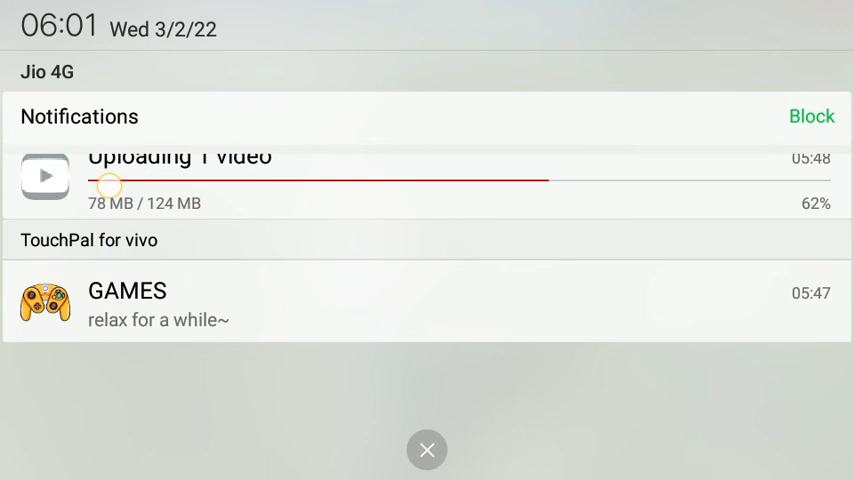 06:01 Wed 3/2/22
Jio 4G
Notifications Block
Uploading 1 video 05:48
78 MB / 124 MB 62%
TouchPal for vivo
GAMES 05:47
relax for a while~